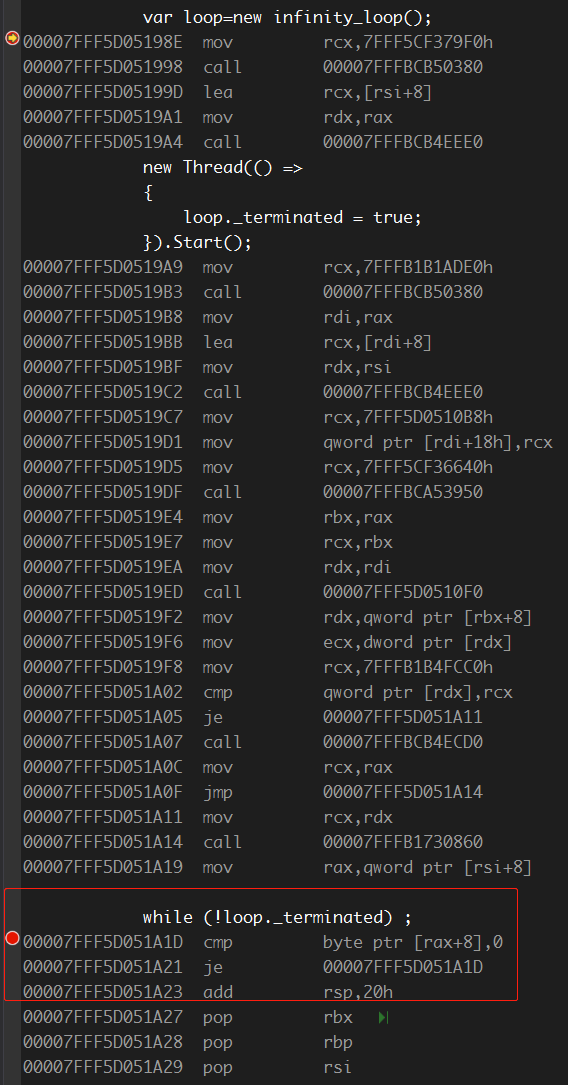 var loop=new infinity_loop();
00007FFF5D05198E mov rcx,7FFF5CF379F0h
00007FFF5D051998 call 00007FFFBCB50380
00007FFF5D05199D lea rcx,[rsi+8]
00007FFF5D0519A1 mov rdx,rax
00007FFF5D0519A4 call 00007FFFBCB4EEE0
new Thread(() =>
{
loop._terminated = true;
}).Start();
00007FFF5D0519A9 mov rcx,7FFFB1B1ADE0h
00007FFF5D0519B3 call 00007FFFBCB50380
00007FFF5D0519B8 mov rdi,rax
00007FFF5D0519BB lea rcx,[rdi+8]
00007FFF5D0519BF mov rdx,rsi
00007FFF5D0519C2 call 00007FFFBCB4EEE0
00007FFF5D0519C7 mov rcx,7FFF5D0510B8h
00007FFF5D0519D1 mov qword ptr [rdi+18h],rcx
00007FFF5D0519D5 mov rcx,7FFF5CF36640h
00007FFF5D0519DF call 00007FFFBCA53950
00007FFF5D0519E4 mov rbx,rax
00007FFF5D0519E7 mov rcx,rbx
00007FFF5D0519EA mov rdx,rdi
00007FFF5D0519ED call 00007FFF5D0510F0
00007FFF5D0519F2 mov rdx,qword ptr [rbx+8]
00007FFF5D0519F6 mov ecx,dword ptr [rdx]
00007FFF5D0519F8 mov rcx,7FFFB1B4FCC0h
00007FFF5D051A02 cmp qword ptr [rdx],rcx
00007FFF5D051A05 je 00007FFF5D051A11
00007FFF5D051A07 call 00007FFFBCB4ECD0
00007FFF5D051A0C mov rcx,rax
00007FFF5D051A0F jmp 00007FFF5D051A14
00007FFF5D051A11 mov rcx,rdx
00007FFF5D051A14 call 00007FFFB1730860
00007FFF5D051A19 mov rax,qword ptr [rsi+8]
while (!loop._terminated) ;
00007FFF5D051A1D cmp byte ptr [rax+8],0
00007FFF5D051A21 je 00007FFF5D051A1D
00007FFF5D051A23 add rsp,20h
00007FFF5D051A27 pop rbx
00007FFF5D051A28 pop rbp
00007FFF5D051A29 pop rsi